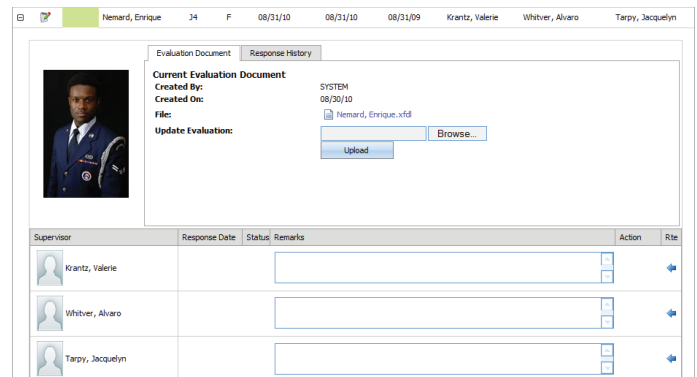 Nemard, Enrique J4 F 08/31/10 08/31/10 08/31/09 Krantz, Valerie Whitver, Alvaro Tarpy, Jacquelyn
Evaluation Document Response History
Current Evaluation Document
Created By: SYSTEM
Created On: 08/30/10
File: Nemard, Enrique.xfdl
Update Evaluation: Browse...
Upload
Supervisor Response Date Status Remarks Action Rte
Krantz, Valerie
Whitver, Alvaro
Tarpy, Jacquelyn